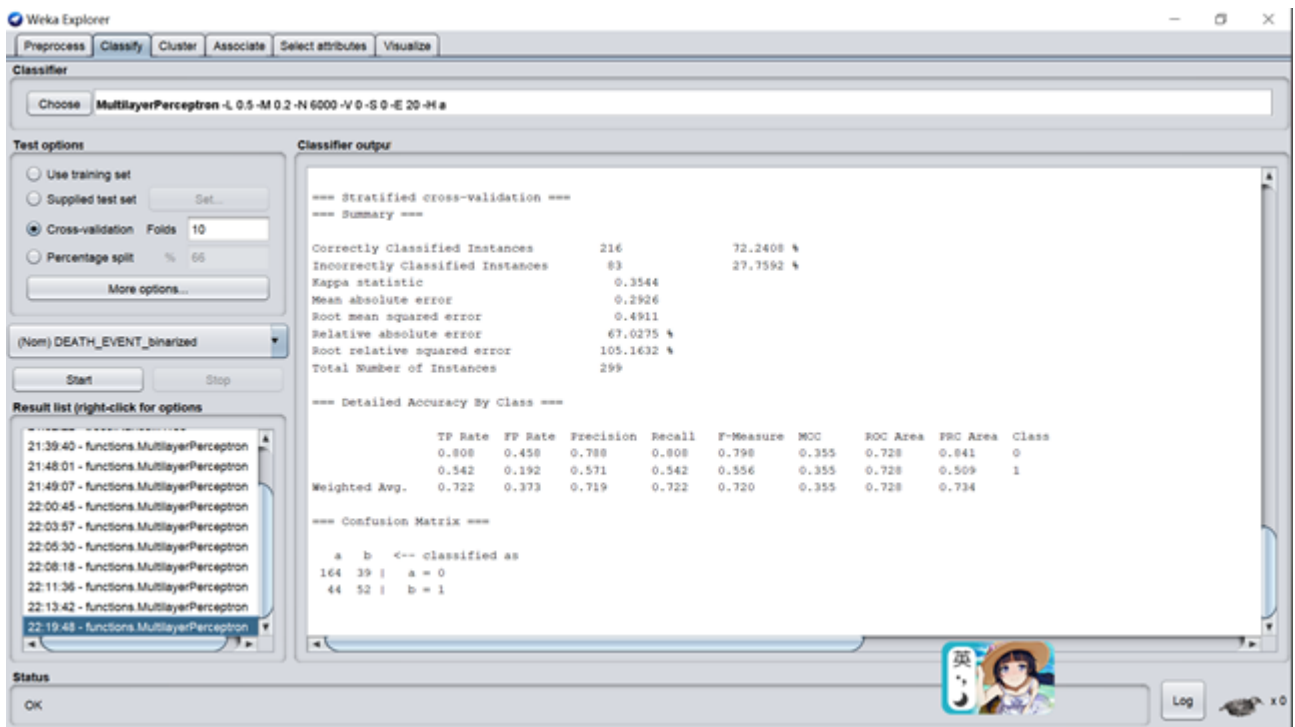 Weka Explorer
Preprocess Classify Cluster Associate Select attributes Visualize
Classifier
Choose MultilayerPerceptron -L 0.5 -M 0.2 -N 6000 -V 0 -S 0 -E 20 -H a
Test options
Use training set
Supplied test set Set...
Cross-validation Folds 10
Percentage split % 66
More options...
(Nom) DEATH_EVENT_binarized
Start Stop
Result list (right-click for options
21:39:40 - functions.MultilayerPerceptron
21:48:01 - functions.MultilayerPerceptron
21:49:07 - functions.MultilayerPerceptron
22:00:45 - functions.MultilayerPerceptron
22:03:57 - functions.MultilayerPerceptron
22:05:30 - functions.MultilayerPerceptron
22:08:18 - functions.MultilayerPerceptron
22:11:36 - functions.MultilayerPerceptron
22:13:42 - functions.MultilayerPerceptron
22:19:48 - functions.MultilayerPerceptron
Classifier output
=== Stratified cross-validation ===
=== Summary ===
Correctly Classified Instances 216 72.2408 %
Incorrectly Classified Instances 83 27.7592 %
Kappa statistic 0.3544
Mean absolute error 0.2926
Root mean squared error 0.4911
Relative absolute error 67.0275 %
Root relative squared error 105.1632 %
Total Number of Instances 299
=== Detailed Accuracy By Class ===
TP Rate FP Rate Precision Recall F-Measure MCC ROC Area PRC Area Class
0.808 0.458 0.788 0.808 0.798 0.355 0.728 0.841 0
0.542 0.192 0.571 0.542 0.556 0.355 0.728 0.509 1
Weighted Avg. 0.722 0.373 0.719 0.722 0.720 0.355 0.728 0.734
=== Confusion Matrix ===
a b <-- classified as
164 39 | a = 0
44 52 | b = 1
英
Status
OK
Log x 0